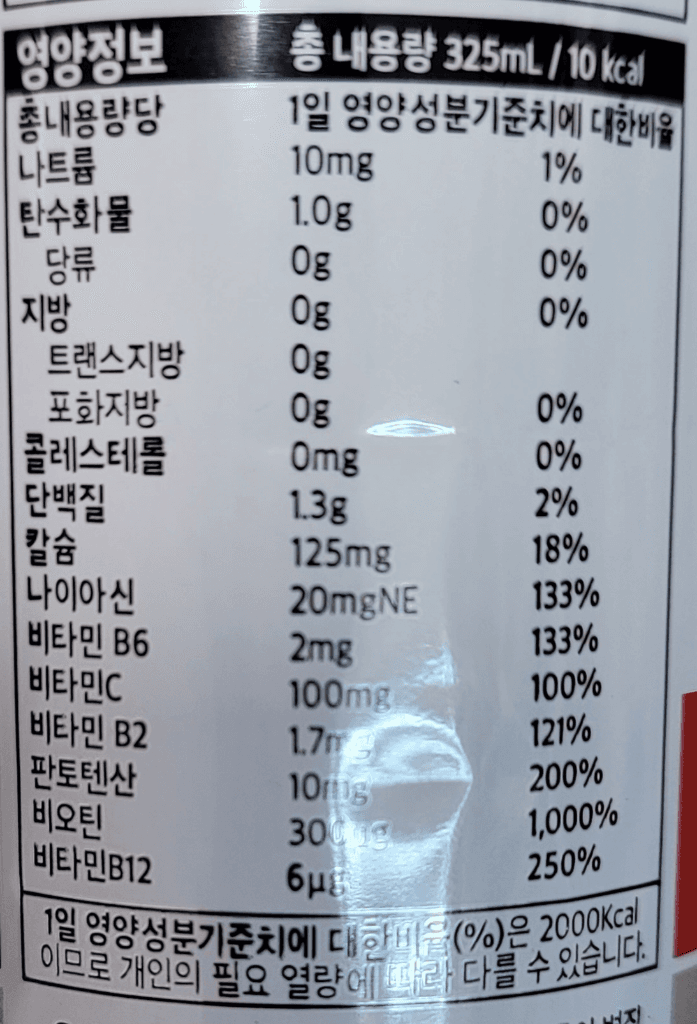 영양정보 총 내용량 325mL / 10 kcal
총내용량당 1일 영양성분기준치에 대한비율
나트륨 10mg 1%
탄수화물 1.0g 0%
당류 0g 0%
지방 0g 0%
트랜스지방 0g
포화지방 0g 0%
콜레스테롤 0mg 0%
단백질 1.3g 2%
칼슘 125mg 18%
나이아신 20mgNE 133%
비타민 B6 2mg 133%
비타민C 100mg 100%
비타민 B2 1.7mg 121%
판토텐산 10mg 200%
비오틴 1,000%
비타민B12 6μg 250%
1일 영양성분기준치에 대한비율(%)은 2000Kcal
이므로 개인의 필요 열량에 따라 다를 수 있습니다.